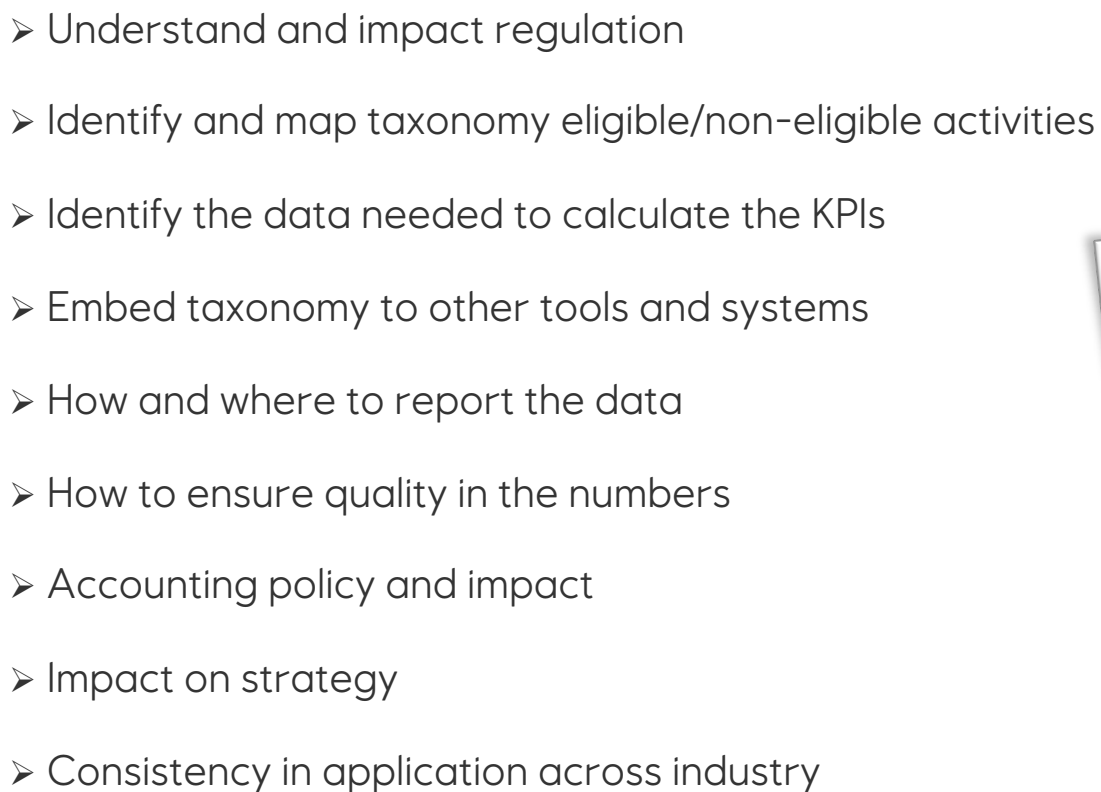 ➢ Understand and impact regulation
➢ Identify and map taxonomy eligible/non-eligible activities
➢ Identify the data needed to calculate the KPIs
➢ Embed taxonomy to other tools and systems
➢ How and where to report the data
➢ How to ensure quality in the numbers
➢ Accounting policy and impact
➢ Impact on strategy
➢ Consistency in application across industry